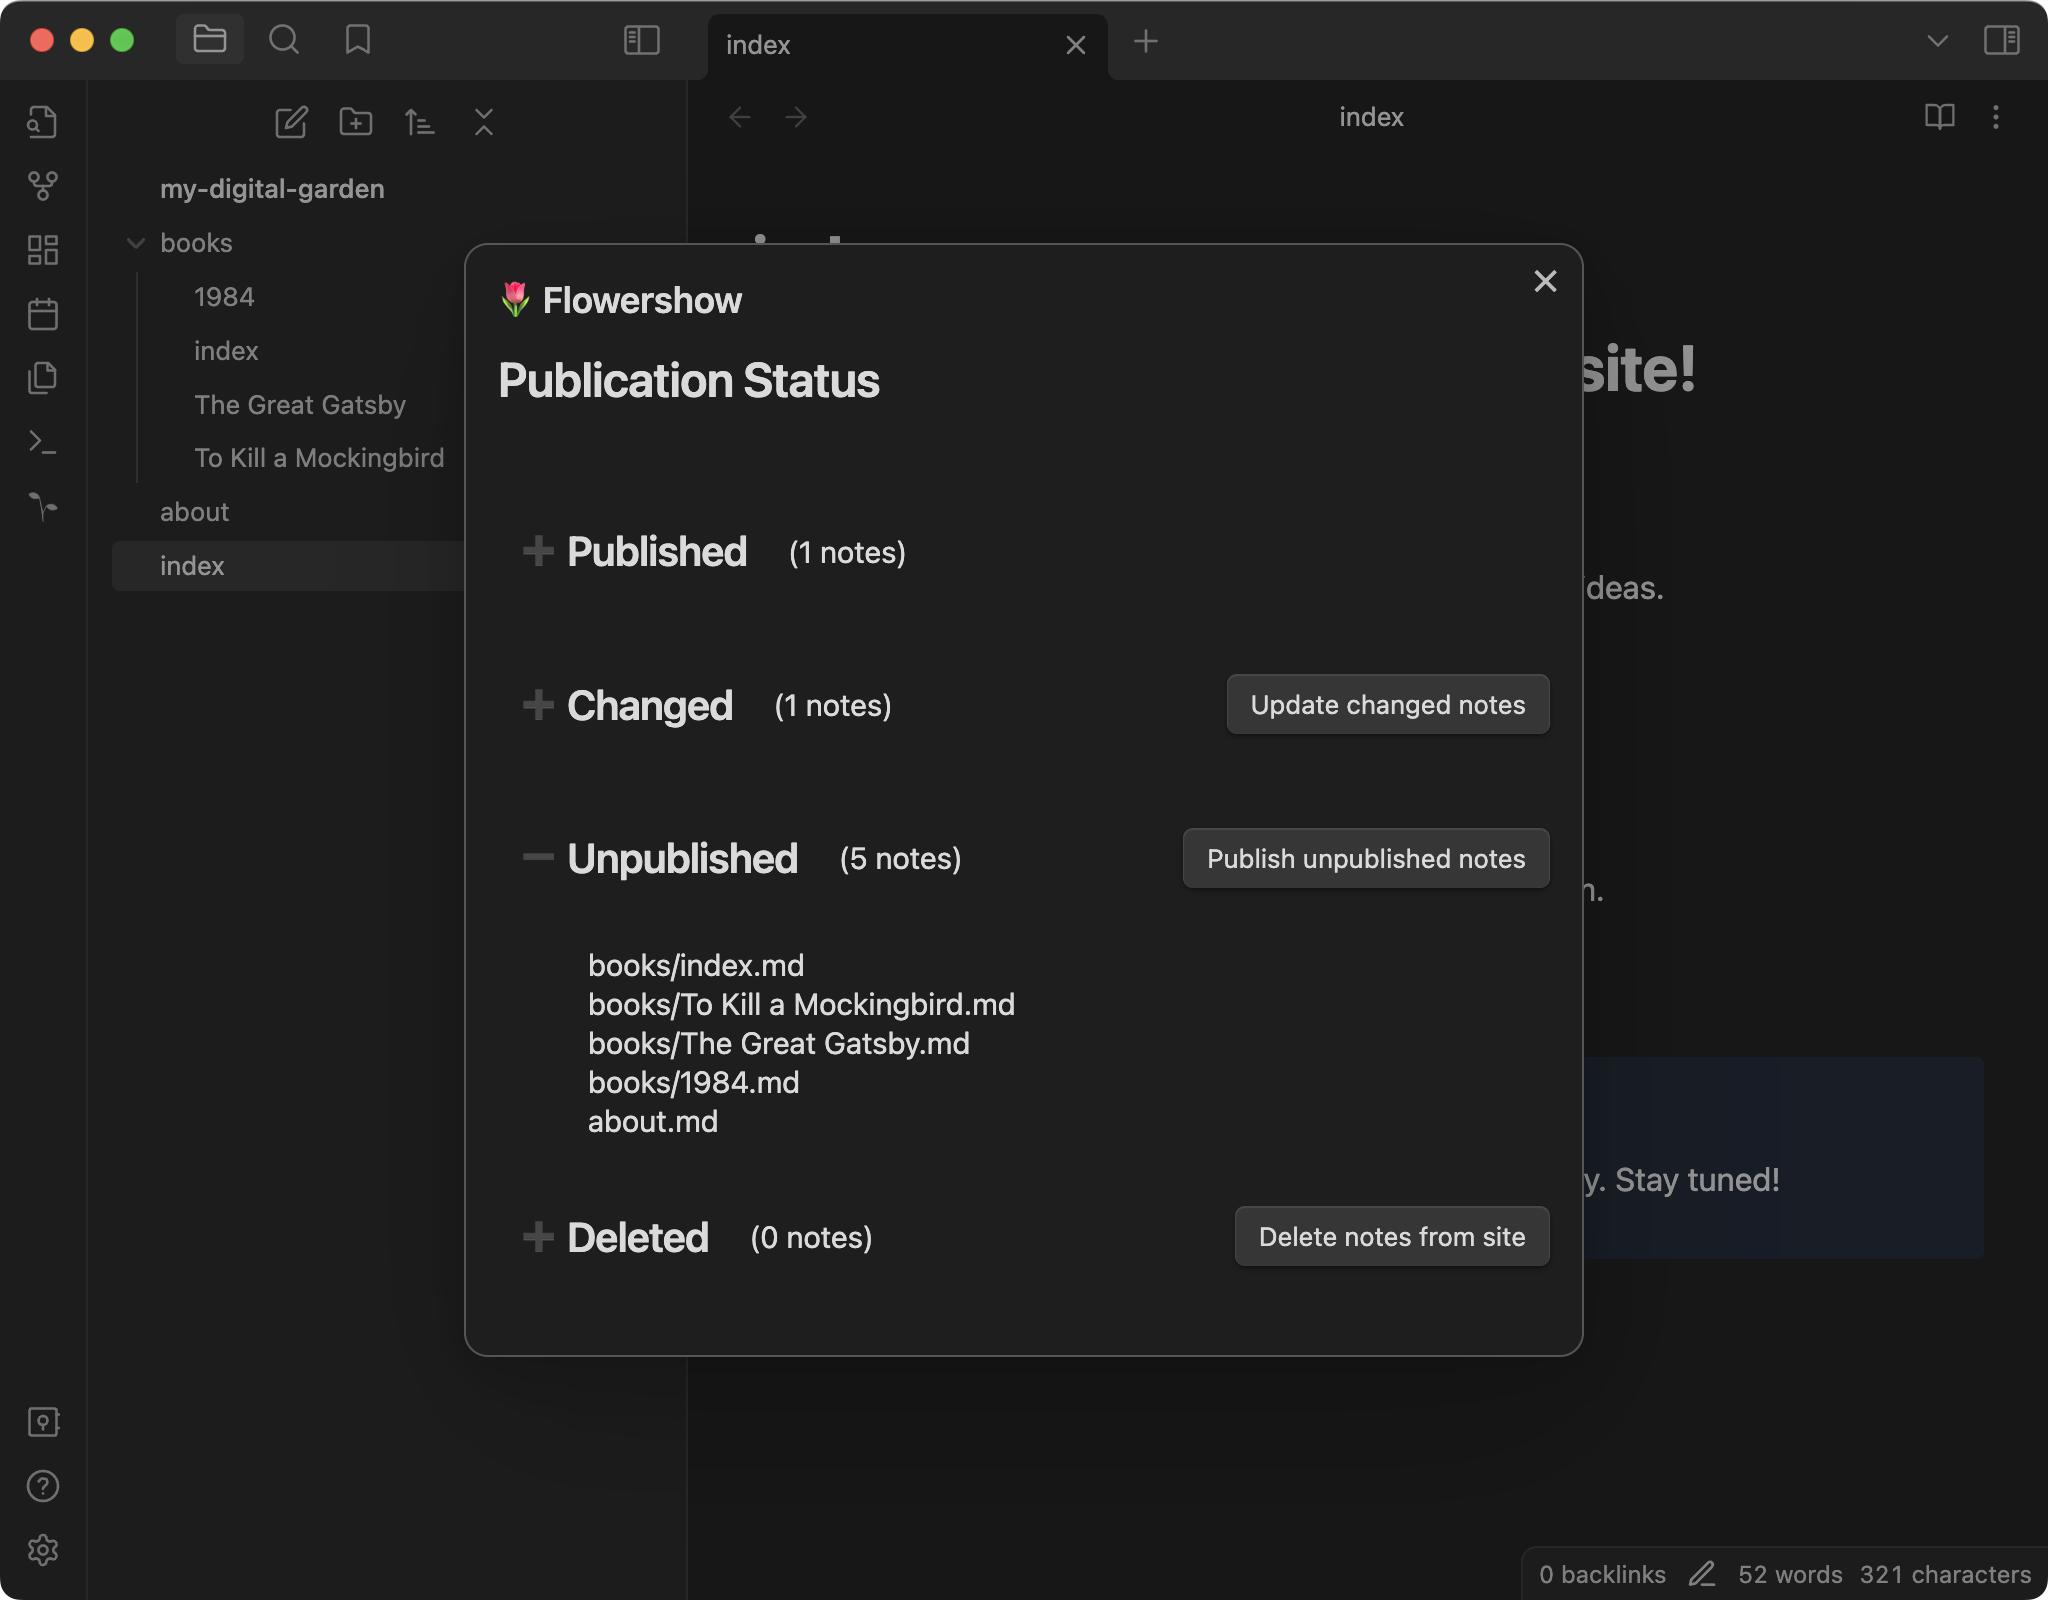 index
index
my-digital-garden
books
1984
index
The Great Gatsby
To Kill a Mockingbird
about
index
Flowershow
Publication Status
Published (1 notes)
Changed (1 notes)
Update changed notes
Unpublished (5 notes)
Publish unpublished notes
books/index.md
books/To Kill a Mockingbird.md
books/The Great Gatsby.md
books/1984.md
about.md
Deleted (0 notes)
Delete notes from site
site!
y. Stay tuned!
0 backlinks 52 words 321 characters